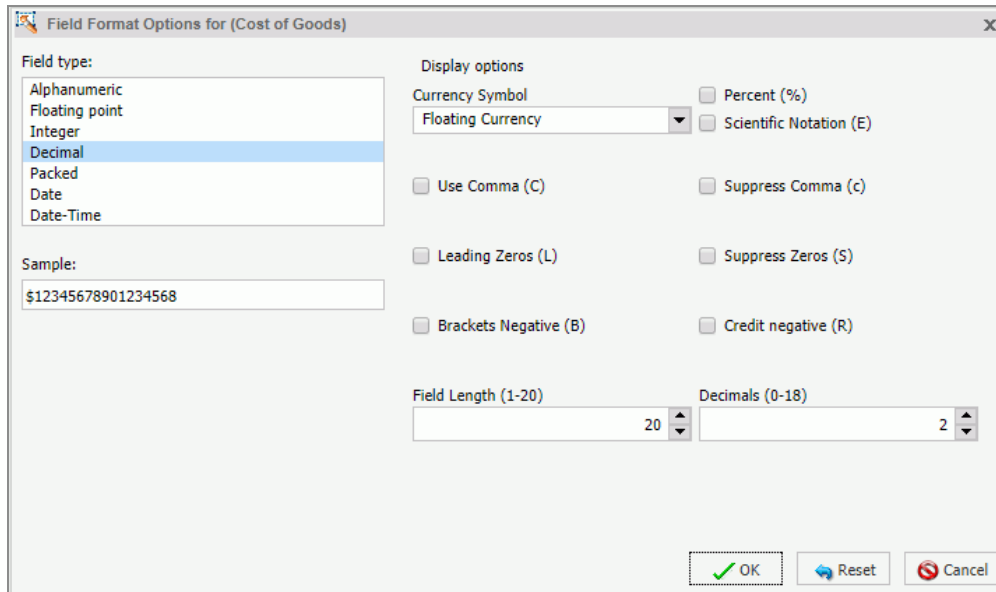 Field Format Options for (Cost of Goods)
x
Field type:
Alphanumeric
Floating point
Integer
Decimal
Packed
Date
Date-Time
Sample:
$12345678901234568
Display options
Currency Symbol
Floating Currency
Percent (%)
Scientific Notation (E)
Use Comma (C)
Suppress Comma (c)
Leading Zeros (L)
Suppress Zeros (S)
Brackets Negative (B)
Credit negative (R)
Field Length (1-20)
20
Decimals (0-18)
2
OK
Reset
Cancel